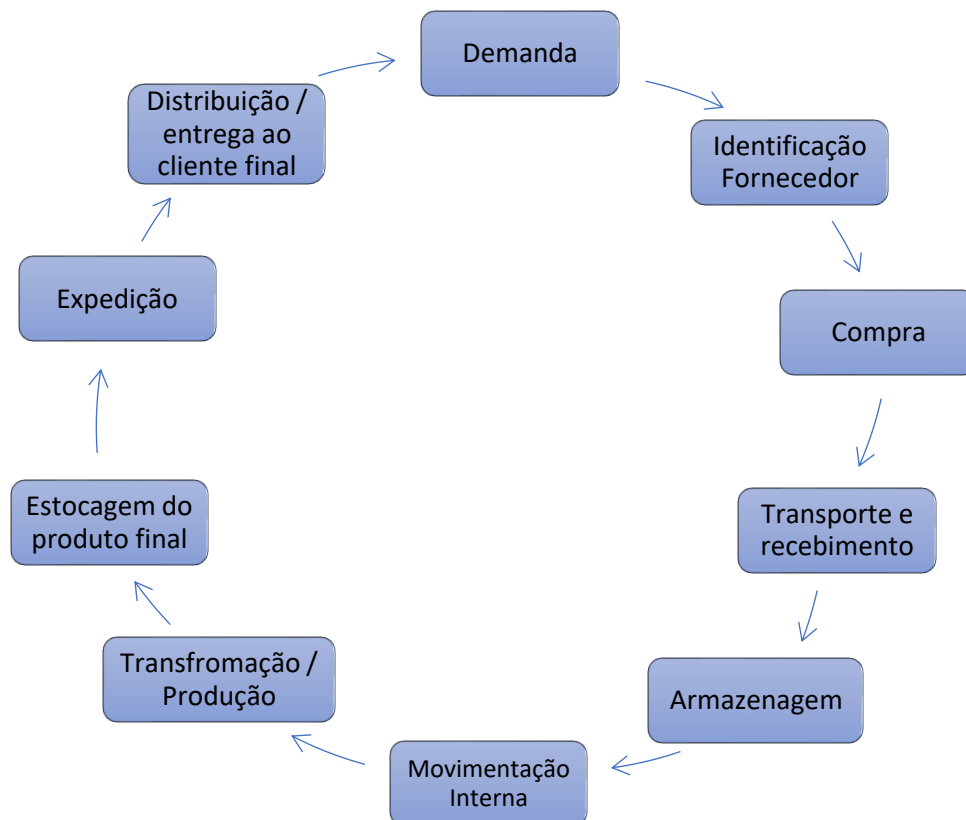 Demanda
Identificação
Fornecedor
Compra
Transporte e
recebimento
Armazenagem
Movimentação
Interna
Transfromação /
Produção
Estocagem do
produto final
Expedição
Distribuição /
entrega ao
cliente final